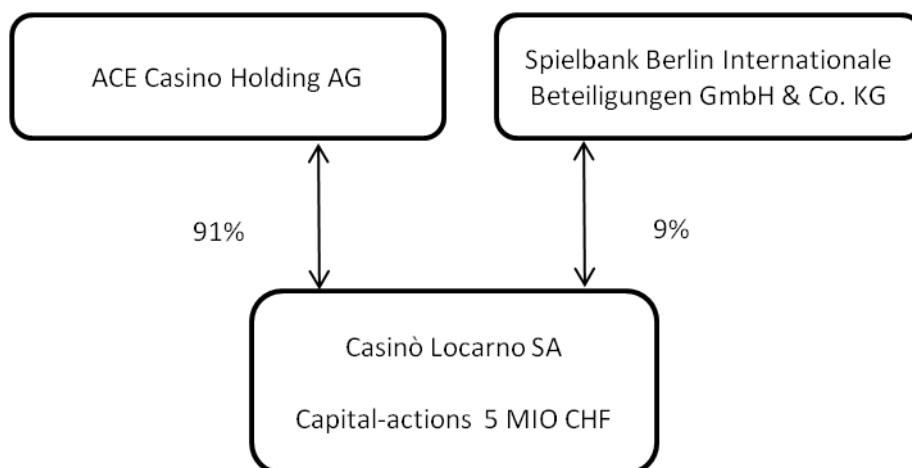 ACE Casino Holding AG
Spielbank Berlin Internationale
Beteiligungen GmbH & Co. KG
91%
9%
Casinò Locarno SA
Capital-actions 5 MIO CHF